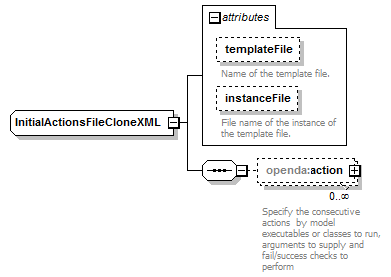 attributes
templateFile
Name of the template file.
instanceFile
File name of the instance of
the template file.
InitialActionsFileCloneXML
openda:action
0..∞
Specify the consecutive
actions by model
executables or classes to run,
arguments to supply and
fail/success checks to
perform